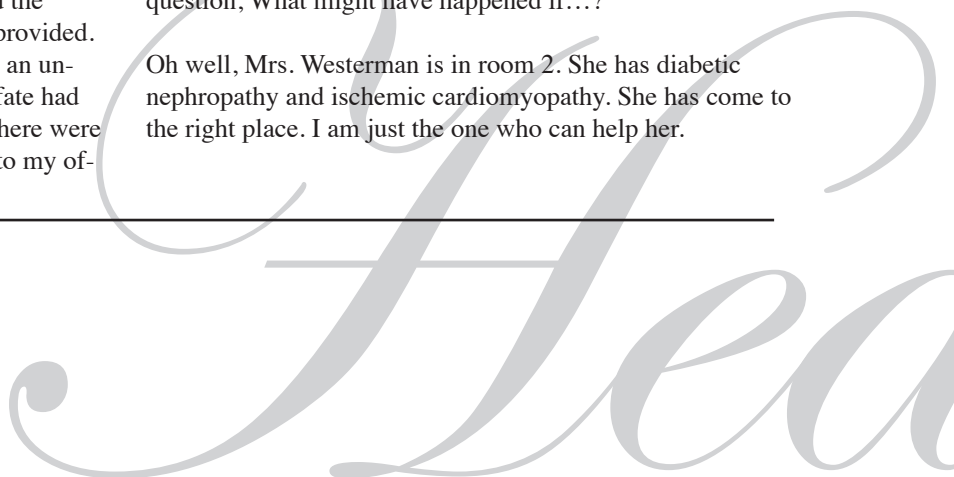 the
provided.
an un-
fate had
here were
to my of-
question, What might have happened if…?
Oh well, Mrs. Westerman is in room 2. She has diabetic
nephropathy and ischemic cardiomyopathy. She has come to
the right place. I am just the one who can help her.
Hea